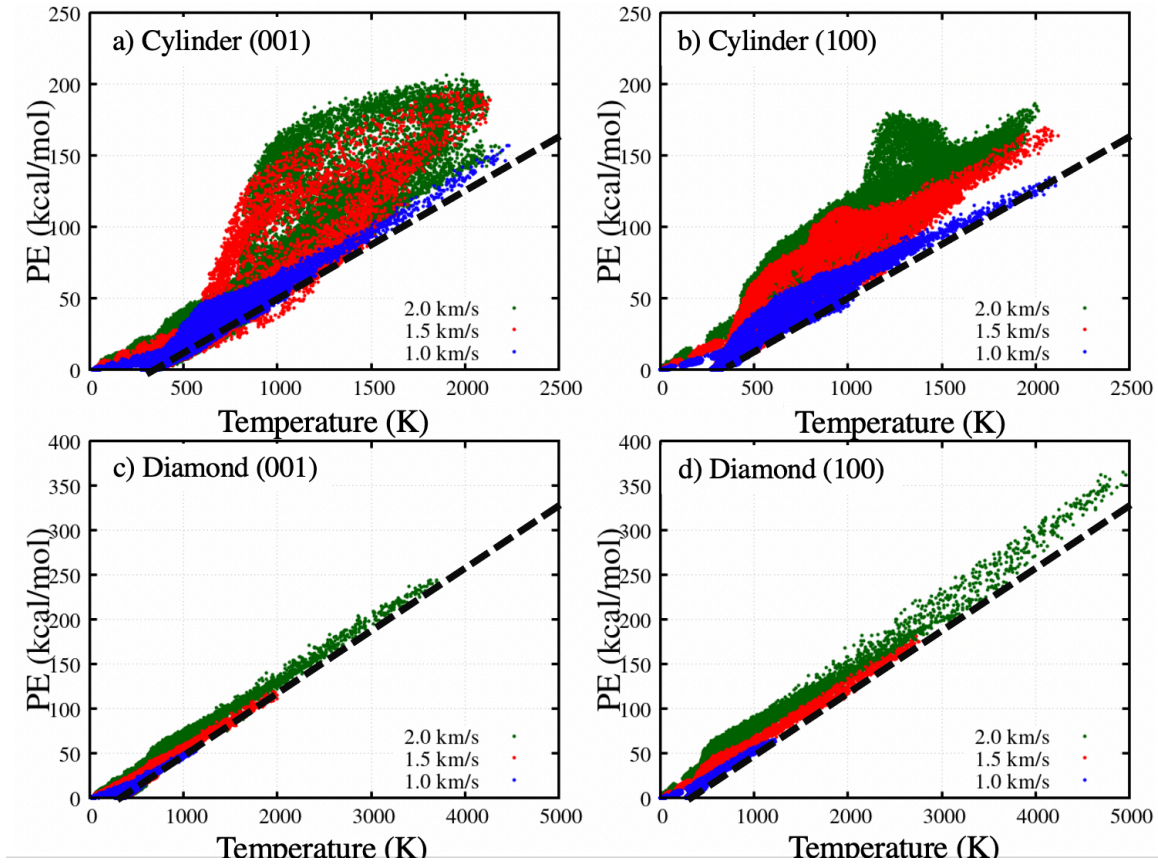 a) Cylinder (001)
PE (kcal/mol)
250
200
150
100
50
0
2.0 km/s
1.5 km/s
1.0 km/s
0 500 1000 1500 2000 2500
Temperature (K)
b) Cylinder (100)
PE (kcal/mol)
250
200
150
100
50
0
2.0 km/s
1.5 km/s
1.0 km/s
0 500 1000 1500 2000 2500
Temperature (K)
c) Diamond (001)
PE (kcal/mol)
400
350
300
250
200
150
100
50
0
2.0 km/s
1.5 km/s
1.0 km/s
0 1000 2000 3000 4000 5000
Temperature (K)
d) Diamond (100)
PE (kcal/mol)
400
350
300
250
200
150
100
50
0
2.0 km/s
1.5 km/s
1.0 km/s
0 1000 2000 3000 4000 5000
Temperature (K)